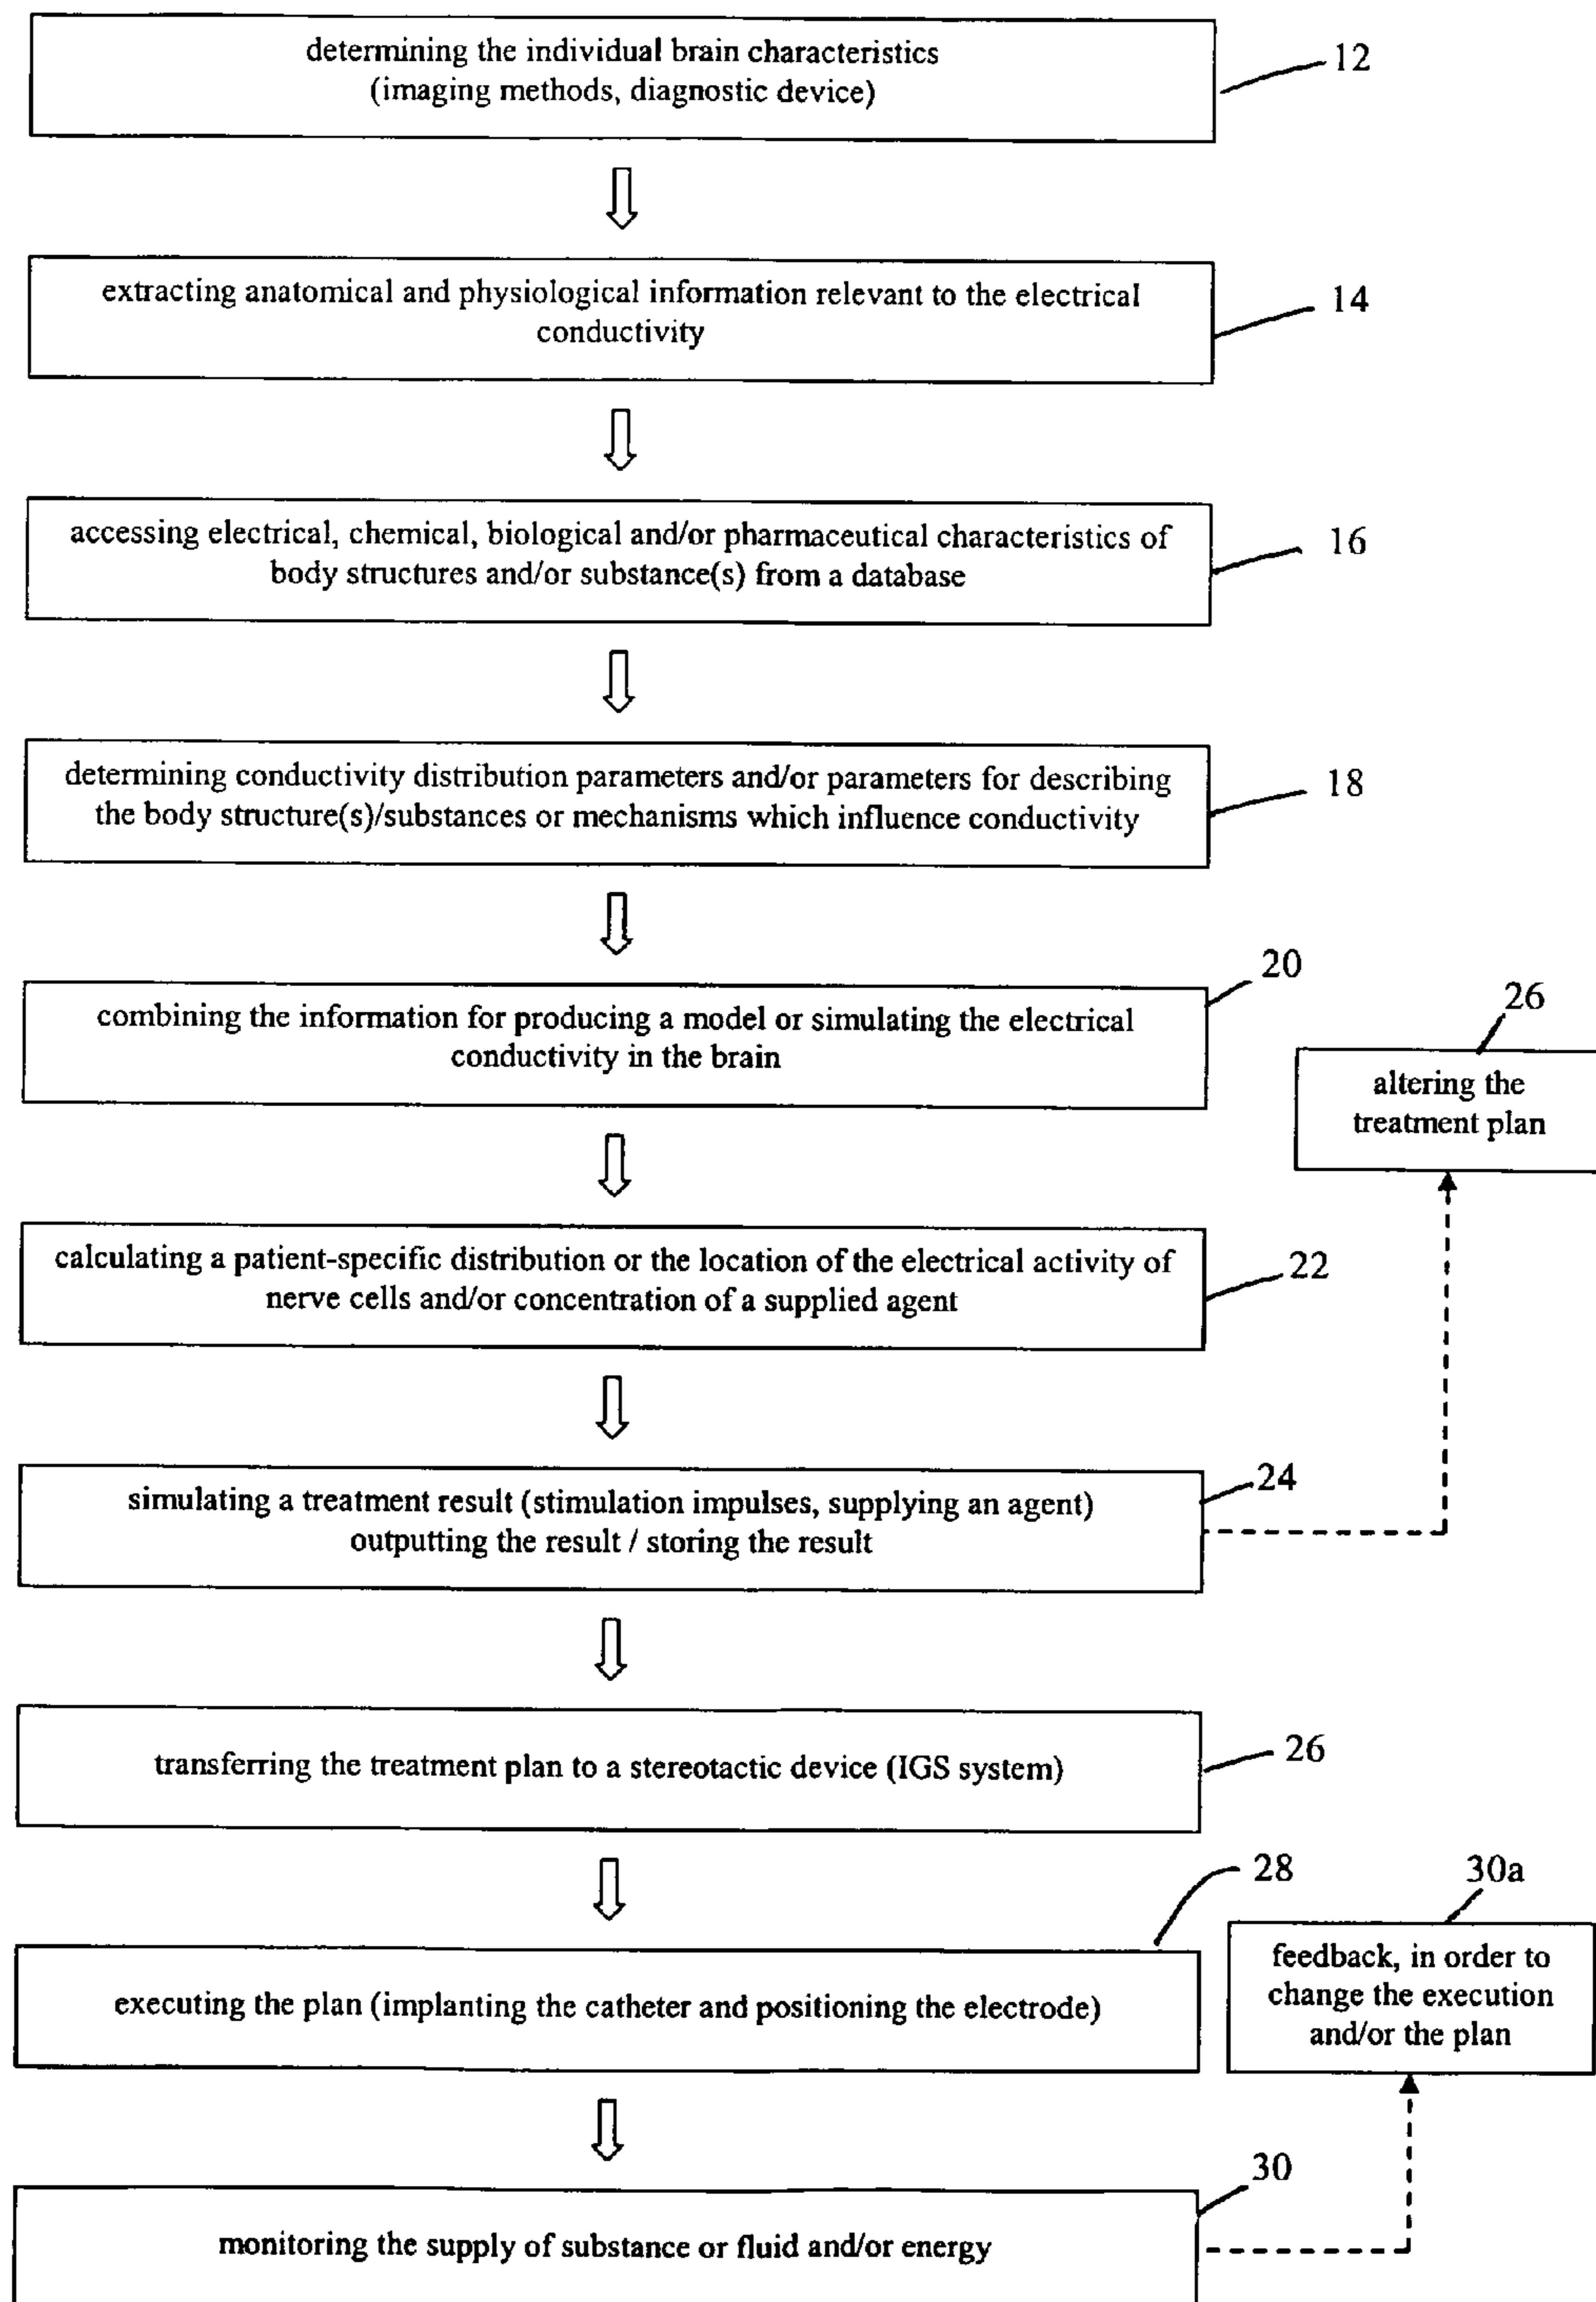 determining the individual brain characteristics
(imaging methods, diagnostic device)
12
extracting anatomical and physiological information relevant to the electrical
conductivity
14
accessing electrical, chemical, biological and/or pharmaceutical characteristics of
body structures and/or substance(s) from a database
16
determining conductivity distribution parameters and/or parameters for describing
the body structure(s)/substances or mechanisms which influence conductivity
18
combining the information for producing a model or simulating the electrical
conductivity in the brain
20
26
altering the
treatment plan
calculating a patient-specific distribution or the location of the electrical activity of
nerve cells and/or concentration of a supplied agent
22
simulating a treatment result (stimulation impulses, supplying an agent)
outputting the result / storing the result
24
transferring the treatment plan to a stereotactic device (IGS system)
26
executing the plan (implanting the catheter and positioning the electrode)
28
30a
feedback, in order to
change the execution
and/or the plan
monitoring the supply of substance or fluid and/or energy
30